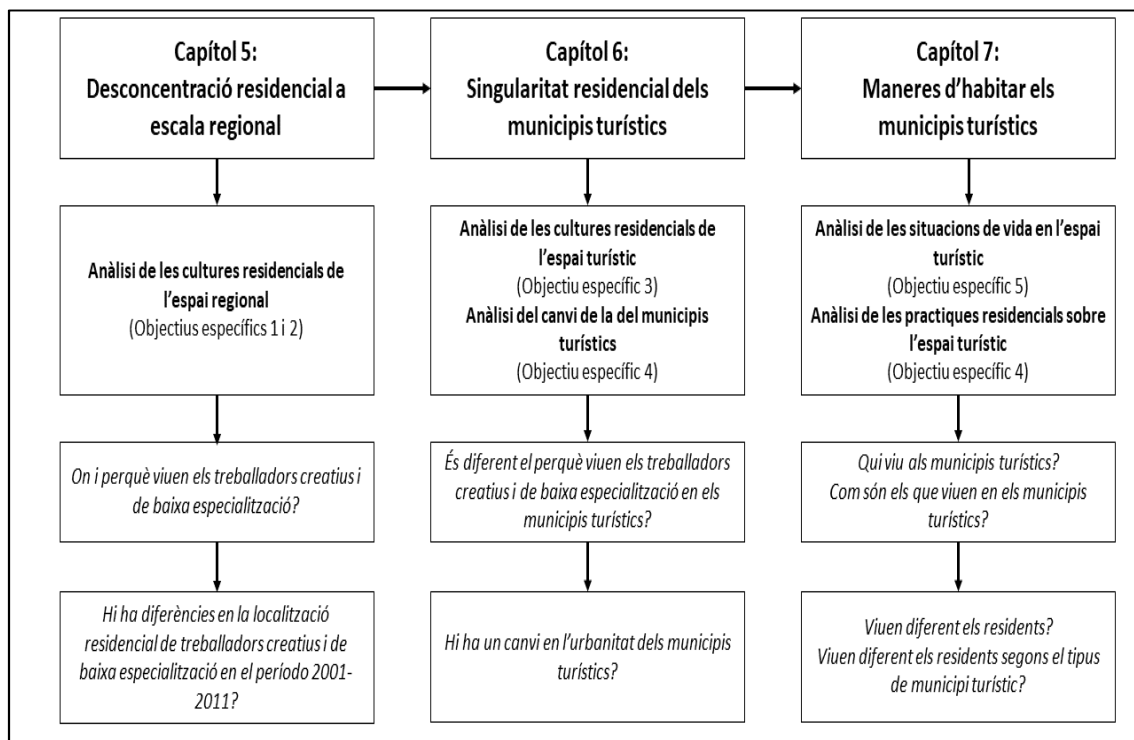 Capítol 5:
Desconcentració residencial a
escala regional
Anàlisi de les cultures residencials de
l'espai regional
(Objectius específics 1 i 2)
On i perquè viuen els treballadors creatius i
de baixa especialització?
Hi ha diferències en la localització
residencial de treballadors creatius i de
baixa especialització en el período 2001-
2011?
Capítol 6:
Singularitat residencial dels
municipis turístics
Anàlisi de les cultures residencials de
l'espai turístic
(Objectiu específic 3)
Anàlisi del canvi de la del municipis
turístics
(Objectiu específic 4)
És diferent el perquè viuen els treballadors
creatius i de baixa especialització en els
municipis turístics?
Hi ha un canvi en l'urbanitat dels municipis
turístics?
Capítol 7:
Maneres d'habitar els
municipis turístics
Anàlisi de les situacions de vida en l'espai
turístic
(Objectiu específic 5)
Anàlisi de les practiques residencials sobre
l'espai turístic
(Objectiu específic 4)
Qui viu als municipis turístics?
Com són els que viuen en els municipis
turístics?
Viuen diferent els residents?
Viuen diferent els residents segons el tipus
de municipi turístic?